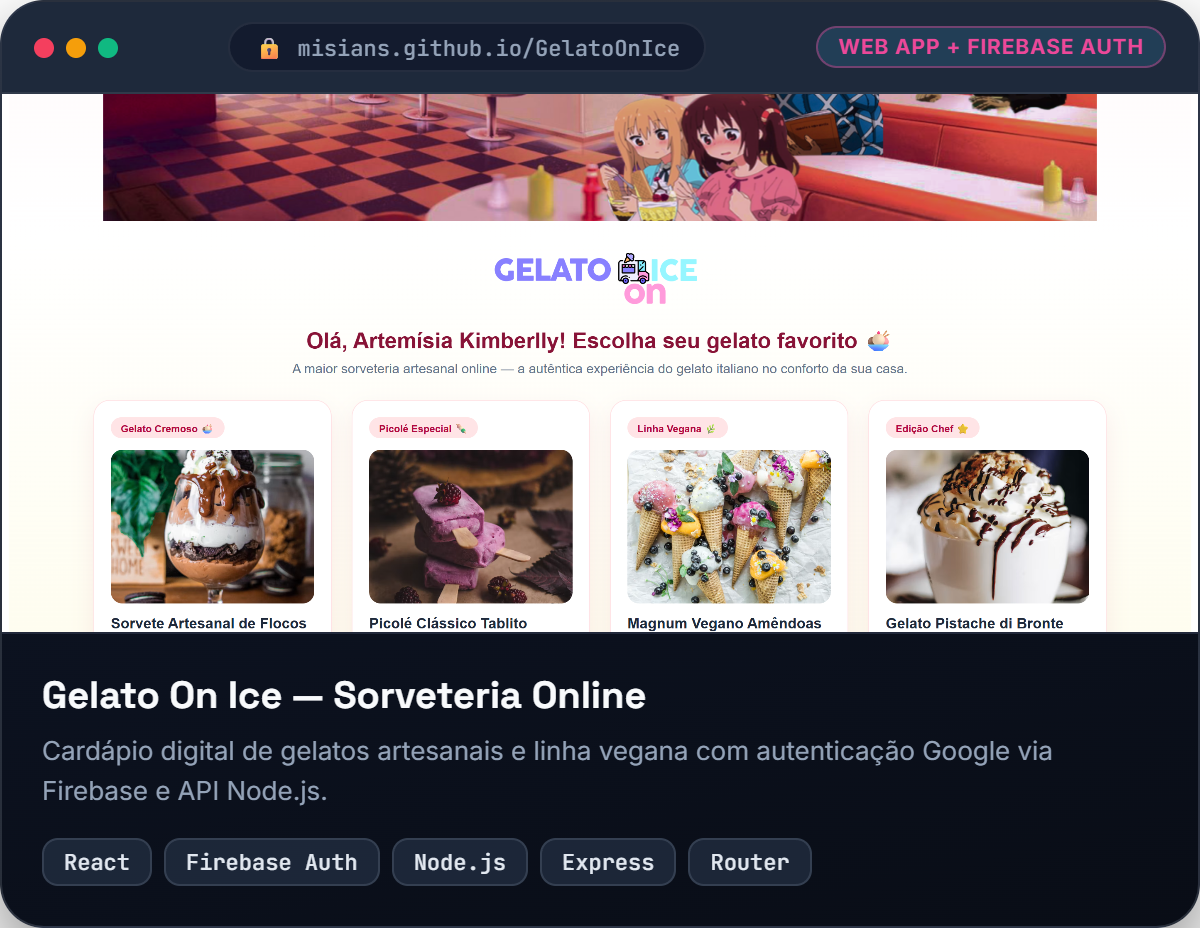 misians.github.io/GelatoOnIce
WEB APP + FIREBASE AUTH
GELATO ICE
on
Olá, Artemísia Kimberlly! Escolha seu gelato favorito
A maior sorveteria artesanal online — a autêntica experiência do gelato italiano no conforto da sua casa.
Gelato Cremoso
Picolé Especial
Linha Vegana
Edição Chef
SWEET
HOME
Sorvete Artesanal de Flocos
Picolé Clássico Tablito
Magnum Vegano Amêndoas
Gelato Pistache di Bronte
Gelato On Ice — Sorveteria Online
Cardápio digital de gelatos artesanais e linha vegana com autenticação Google via
Firebase e API Node.js.
React
Firebase Auth
Node.js
Express
Router